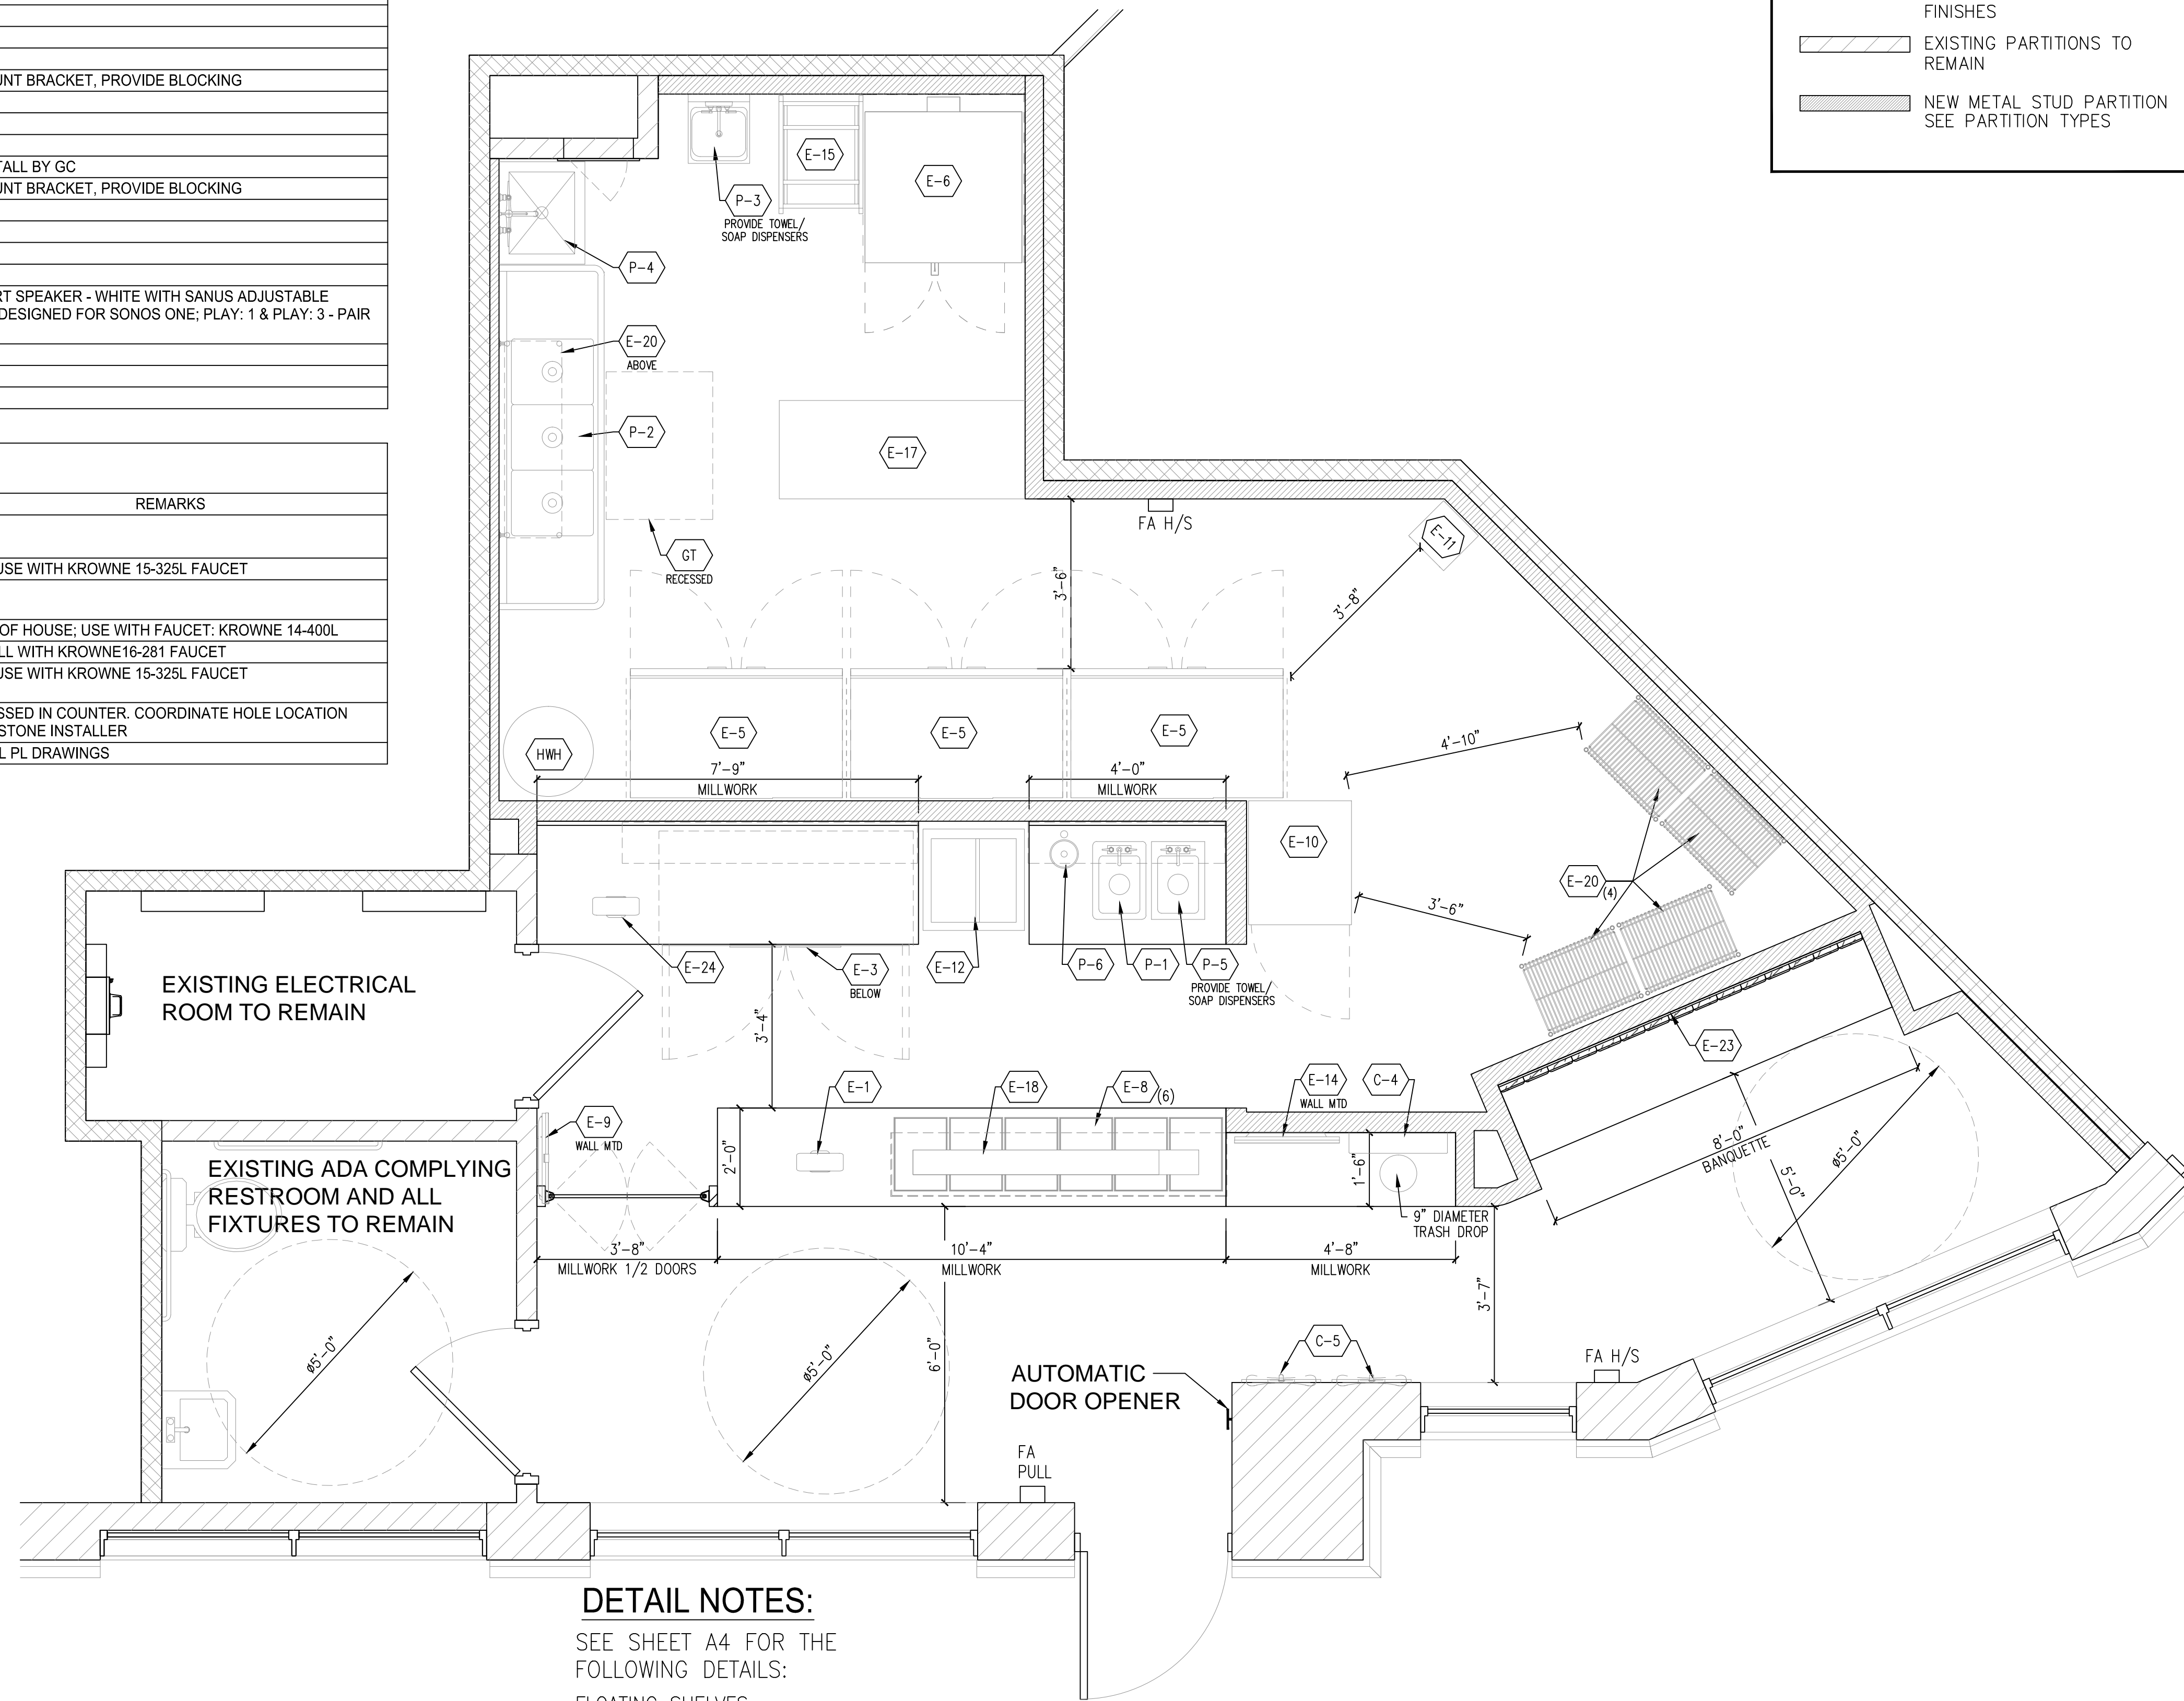 UNT BRACKET, PROVIDE BLOCKING
TALL BY GC
UNT BRACKET, PROVIDE BLOCKING
RT SPEAKER - WHITE WITH SANUS ADJUSTABLE
DESIGNED FOR SONOS ONE; PLAY: 1 & PLAY: 3 - PAIR
REMARKS
USE WITH KROWNE 15-325L FAUCET
OF HOUSE; USE WITH FAUCET: KROWNE 14-400L
LL WITH KROWNE16-281 FAUCET
USE WITH KROWNE 15-325L FAUCET
SSED IN COUNTER. COORDINATE HOLE LOCATION
STONE INSTALLER
L PL DRAWINGS
FINISHES
EXISTING PARTITIONS TO
REMAIN
NEW METAL STUD PARTITION
SEE PARTITION TYPES
E-15
E-6
P-3
PROVIDE TOWEL/
SOAP DISPENSERS
P-4
E-20
ABOVE
P-2
E-17
GT
RECESSED
FA H/S
E-11
3'-6"
3'-8"
E-5
E-5
E-5
HWH
7'-9"
MILLWORK
4'-0"
MILLWORK
4'-10"
E-10
E-20
(4)
3'-6"
E-24
E-3
BELOW
E-12
P-6
P-1
P-5
PROVIDE TOWEL/
SOAP DISPENSERS
EXISTING ELECTRICAL
ROOM TO REMAIN
3'-4"
E-23
E-9
WALL MTD
E-1
E-18
E-8
(6)
E-14
WALL MTD
C-4
2'-0"
1'-6"
8'-0"
BANQUETTE
5'-0"
ø5'-0"
EXISTING ADA COMPLYING
RESTROOM AND ALL
FIXTURES TO REMAIN
9" DIAMETER
TRASH DROP
3'-8"
MILLWORK 1/2 DOORS
10'-4"
MILLWORK
4'-8"
MILLWORK
3'-7"
ø5'-0"
ø5'-0"
6'-0"
C-5
FA H/S
AUTOMATIC
DOOR OPENER
FA
PULL
DETAIL NOTES:
SEE SHEET A4 FOR THE
FOLLOWING DETAILS:
FLOATING SHELVES